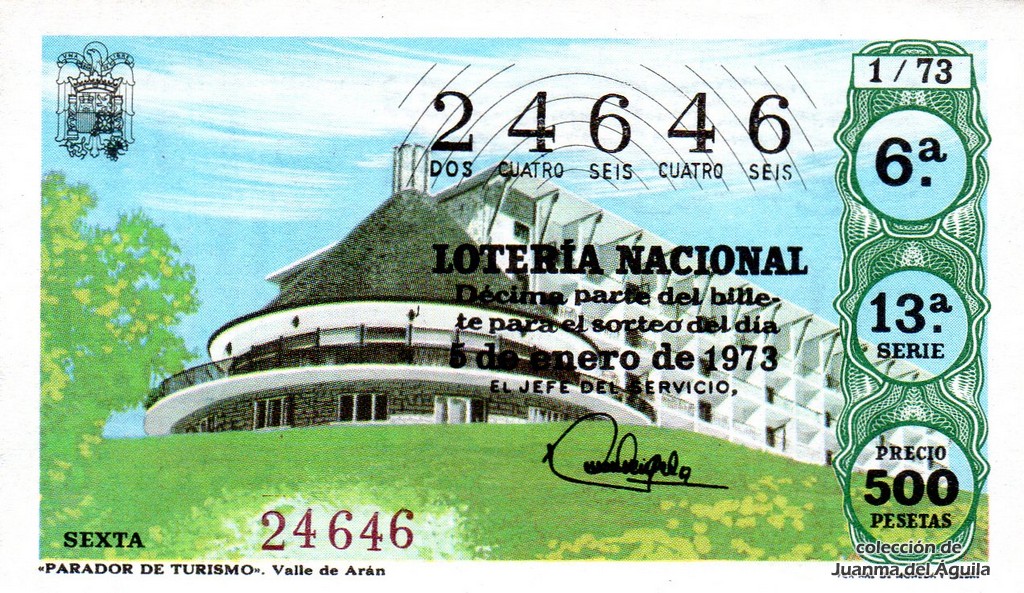 1/73
24646
DOS CUATRO SEIS CUATRO SEIS
6ª.
LOTERÍA NACIONAL
Décima parte del bille-
te para el sorteo del día
5 de enero de 1973
EL JEFE DEL SERVICIO,
13ª.
SERIE
PRECIO
500
PESETAS
SEXTA
24646
«PARADOR DE TURISMO». Valle de Arán
colección de
Juanma del Águila